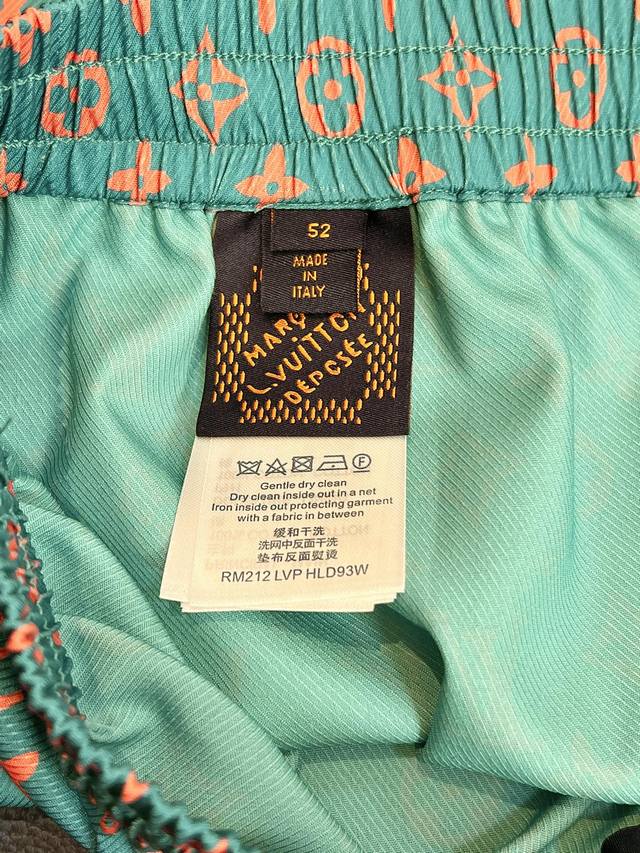 52
MADE
IN
ITALY
L.VUITTON
DEPOSÉE
Gentle dry clean
Dry clean inside out in a net
Iron inside out protecting garment
with a fabric in between
缓和干洗
洗网中反面干洗
垫布反面熨烫
RM212 LVP HLD93W